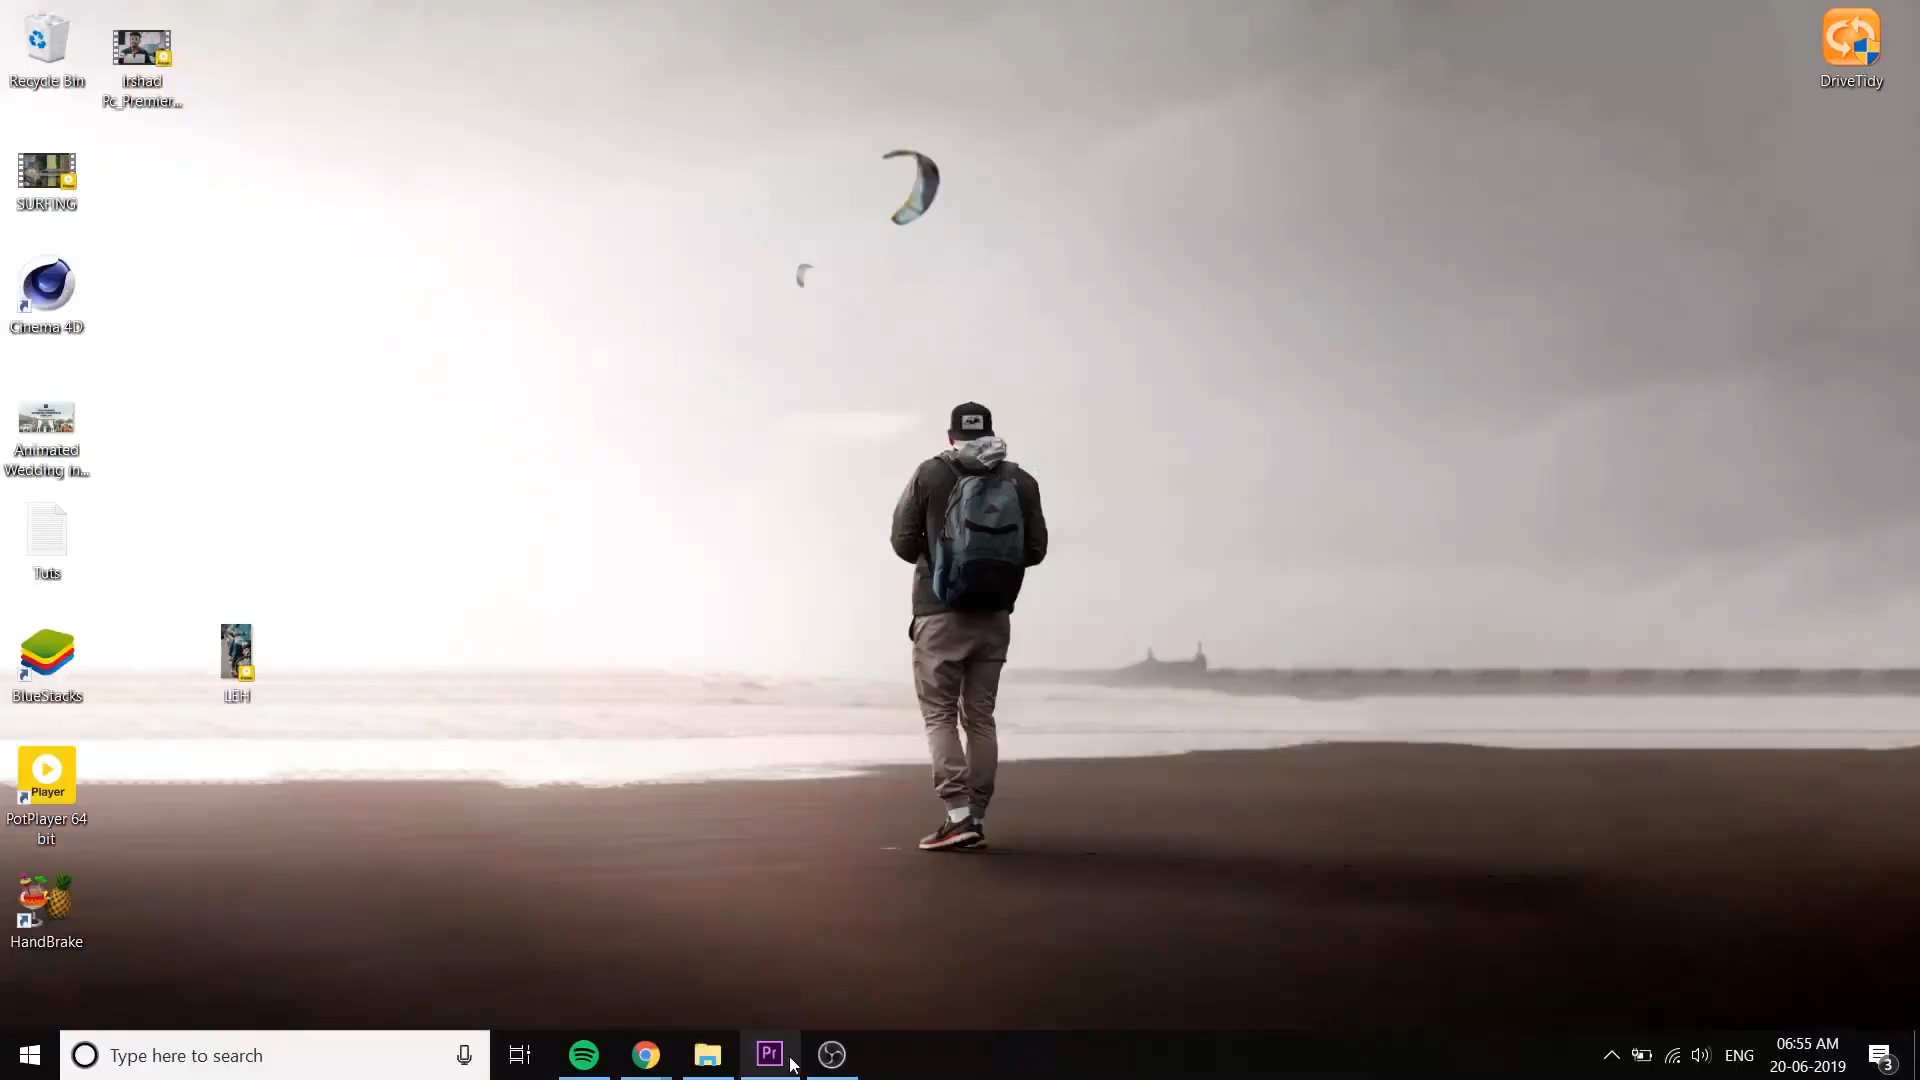 Recycle Bin
Irshad
Pc_Premier...
DriveTidy
SURFING
Cinema 4D
Animated
Wedding in...
Tuts
BlueStacks
LEH
Player
PotPlayer 64
bit
HandBrake
Type here to search
Pr
ENG
06:55 AM
20-06-2019
3